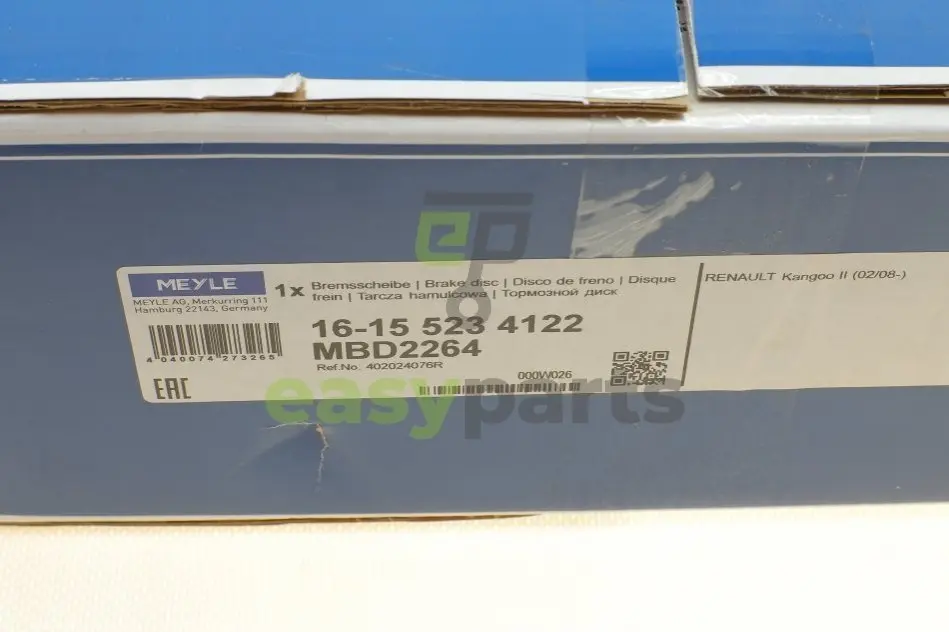 MEYLE
MEYLE AG, Merkurring 111
Hamburg 22143, Germany
4 040074 273265
EAC
1x Bremsscheibe | Brake disc | Disco de freno | Disque
frein | Tarcza hamulcowa | Тормозной диск
16-15 523 4122
MBD2264
Ref.No. 402024076R
000W026
RENAULT Kangoo II (02/08-)
ep
easyparts